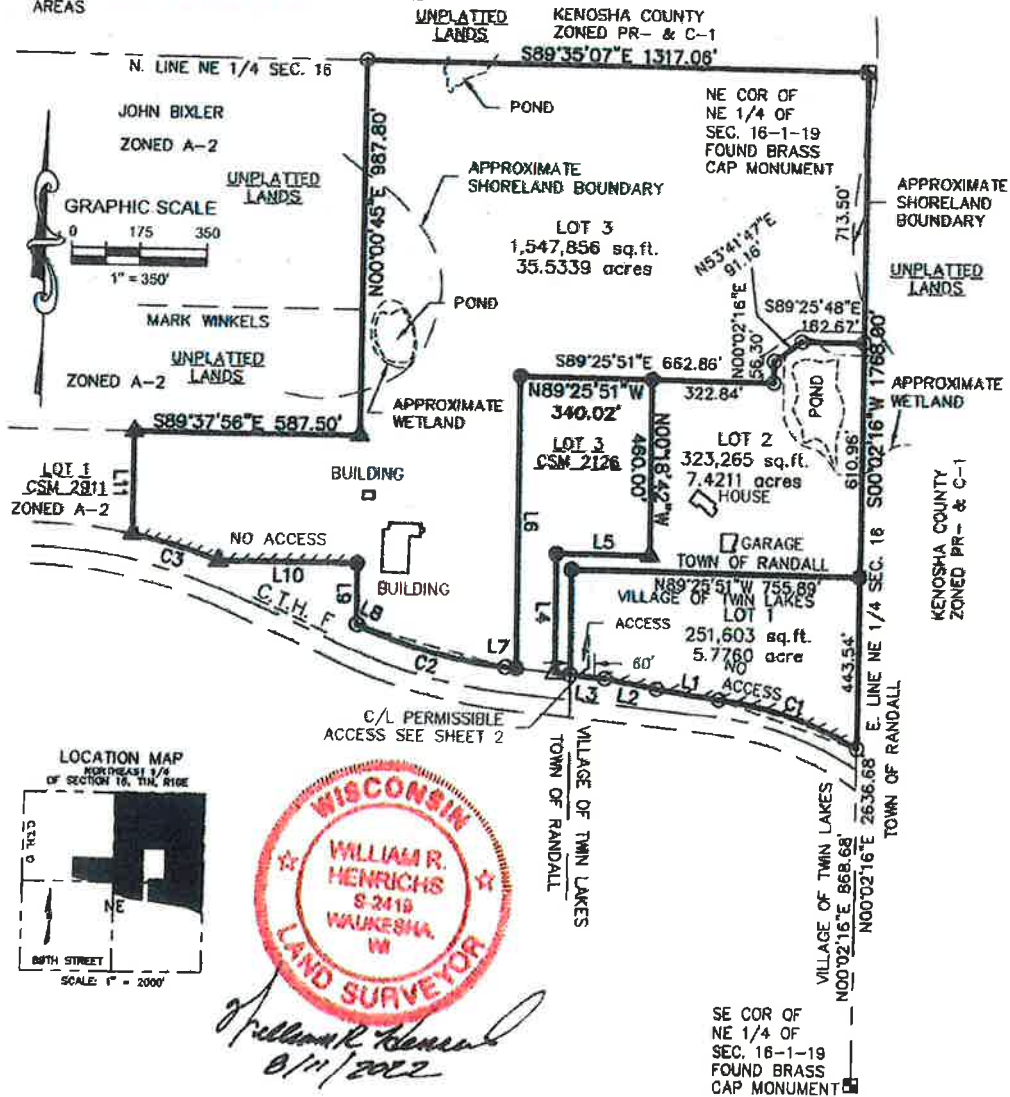 AREAS
UNPLATTED
LANDS
KENOSHA COUNTY
ZONED PR- & C-1
S89°35'07"E 1317.06'
N. LINE NE 1/4 SEC. 16
JOHN BIXLER
ZONED A-2
UNPLATTED
LANDS
POND
NE COR OF
NE 1/4 OF
SEC. 16-1-19
FOUND BRASS
CAP MONUMENT
N00°00'45"E 987.80'
APPROXIMATE
SHORELAND BOUNDARY
APPROXIMATE
SHORELAND
BOUNDARY
713.50'
GRAPHIC SCALE
0 175 350
1" = 350'
LOT 3
1,547,856 sq.ft.
35.5339 acres
N53°41'47"E
91.16'
UNPLATTED
LANDS
POND
S89°25'48"E
162.67'
N00°02'16"E
56.30'
MARK WINKELS
UNPLATTED
LANDS
ZONED A-2
S89°25'51"E 662.86'
N89°25'51"W
340.02'
322.84'
POND
S00°02'16"W 1768.00'
APPROXIMATE
WETLAND
APPROXIMATE
WETLAND
S89°37'56"E 587.50'
LOT 3
CSM 2126
N00°18'42"W
460.00'
LOT 2
323,265 sq.ft.
7.4211 acres
610.96'
LOT 1
CSM 2911
ZONED A-2
L11
BUILDING
HOUSE
L6
KENOSHA COUNTY
ZONED PR- & C-1
NO ACCESS
C3
L10
BUILDING
L5
GARAGE
TOWN OF RANDALL
N89°25'51"W 755.89'
VILLAGE OF TWIN LAKES
LOT 1
251,603 sq.ft.
5.7760 acre
L9
L8
C.T.H. F
C2
L7
L4
ACCESS
60'
NO
ACCESS
L3
L2
L1
C1
443.54'
E. LINE NE 1/4 SEC. 16
C/L PERMISSIBLE
ACCESS SEE SHEET 2
VILLAGE OF TWIN LAKES
TOWN OF RANDALL
VILLAGE OF TWIN LAKES
TOWN OF RANDALL
N00°02'16"E 868.68'
N00°02'16"E 2636.68'
LOCATION MAP
NORTHEAST 1/4
OF SECTION 16, T1N, R19E
C.T.H. O
NE
89TH STREET
SCALE: 1" = 2000'
WISCONSIN
WILLIAM R.
HENRICHS
S-2419
WAUKESHA,
WI
LAND SURVEYOR
8/11/2022
SE COR OF
NE 1/4 OF
SEC. 16-1-19
FOUND BRASS
CAP MONUMENT